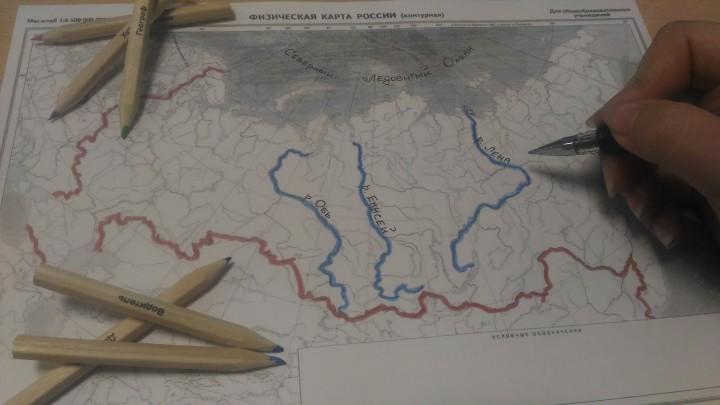 Масштаб 1:6 500 000
ФИЗИЧЕСКАЯ КАРТА РОССИИ (контурная)
Для общеобразовательных
учреждений
Географ
Северный Ледовитый Океан
р. Лена
р. Обь
р. Енисей?
Водитель
УСЛОВНЫЕ ОБОЗНАЧЕНИЯ